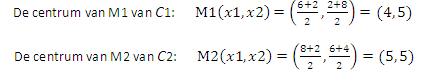 De centrum van M1 van C1: M1(x1,x2) = (6+2/2, 2+8/2) = (4,5)
De centrum van M2 van C2: M2(x1,x2) = (8+2/2, 6+4/2) = (5,5)